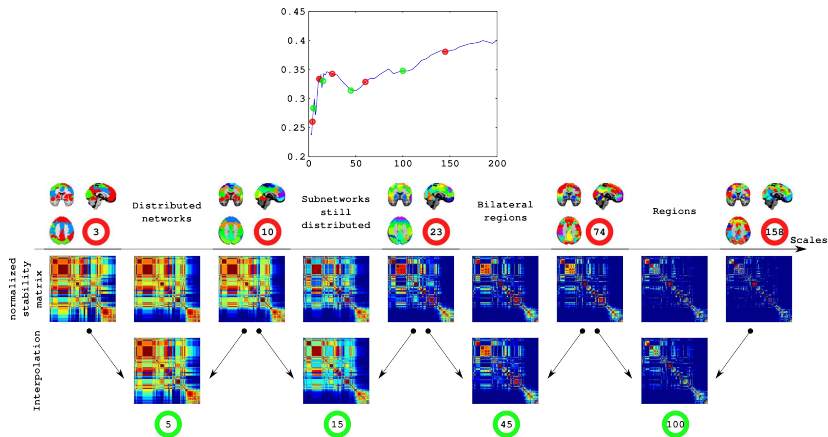 0.45
0.4
0.35
0.3
0.25
0.2
0 50 100 150 200
Distributed
networks
Subnetworks
still
distributed
Bilateral
regions
Regions
3 10 23 74 158
Scales
normalized
stability
matrix
Interpolation
5 15 45 100